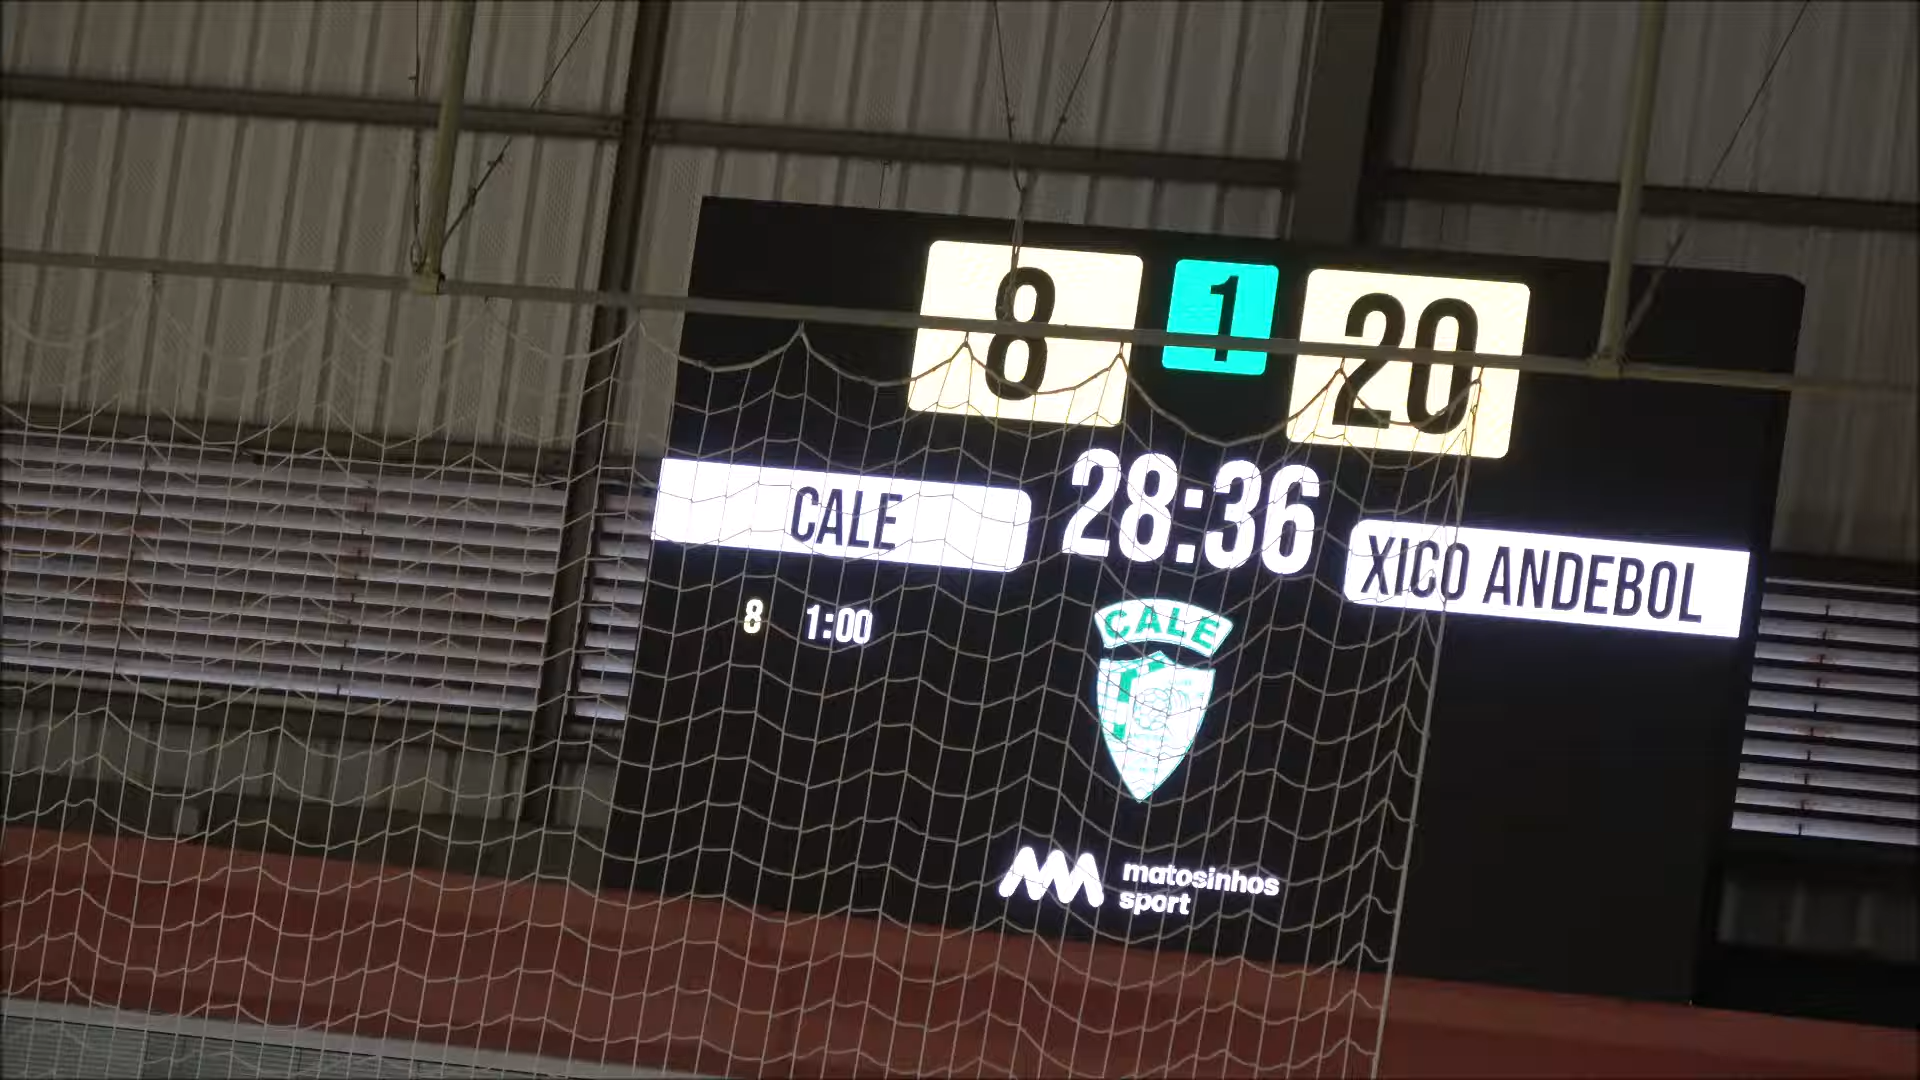 8 1 20
CALE 28:36 XICO ANDEBOL
8 1:00
CALE
matosinhos
sport